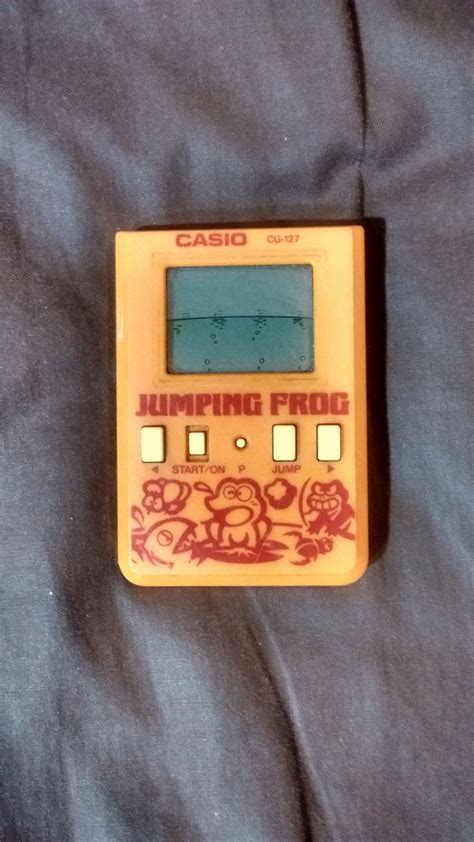 CASIO CG-127
JUMPING FROG
◄ START/ON P JUMP ►